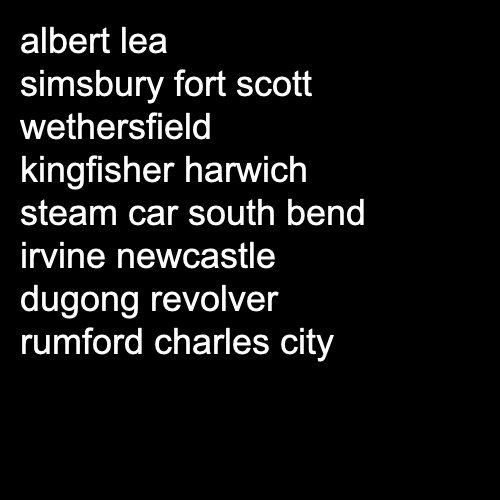 albert lea
simsbury fort scott
wethersfield
kingfisher harwich
steam car south bend
irvine newcastle
dugong revolver
rumford charles city